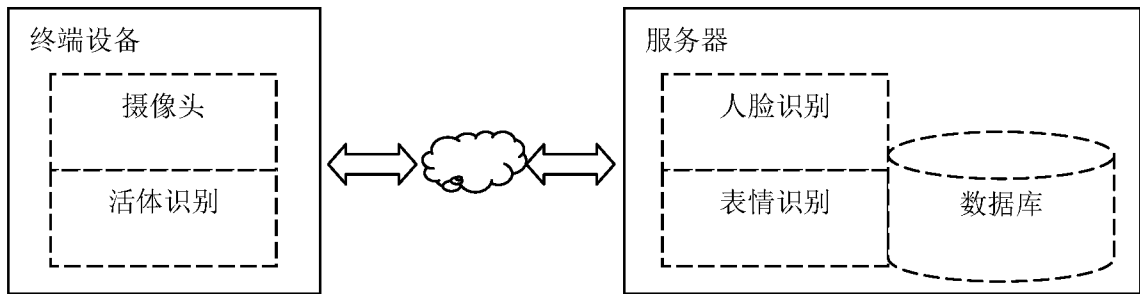 终端设备
摄像头
活体识别
服务器
人脸识别
表情识别
数据库